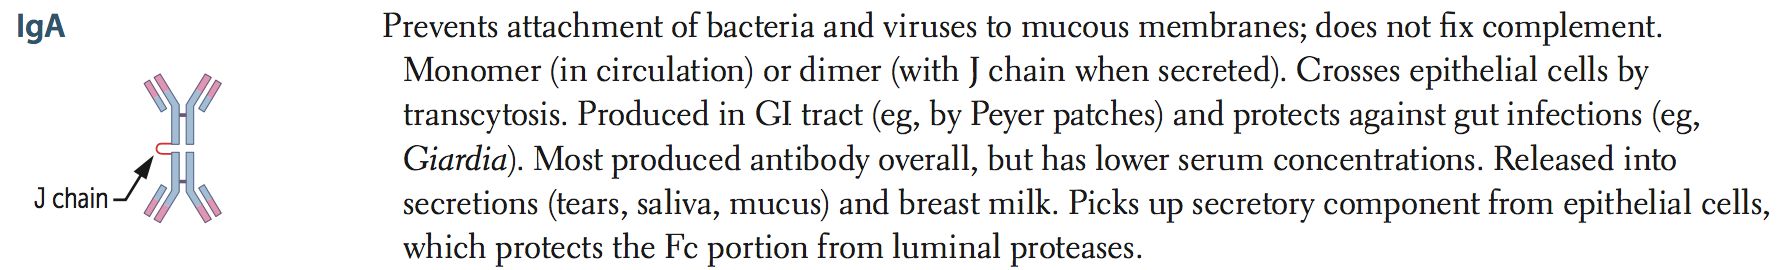 IgA
Prevents attachment of bacteria and viruses to mucous membranes; does not fix complement.
Monomer (in circulation) or dimer (with J chain when secreted). Crosses epithelial cells by
transcytosis. Produced in GI tract (eg, by Peyer patches) and protects against gut infections (eg,
Giardia). Most produced antibody overall, but has lower serum concentrations. Released into
secretions (tears, saliva, mucus) and breast milk. Picks up secretory component from epithelial cells,
which protects the Fc portion from luminal proteases.
J chain